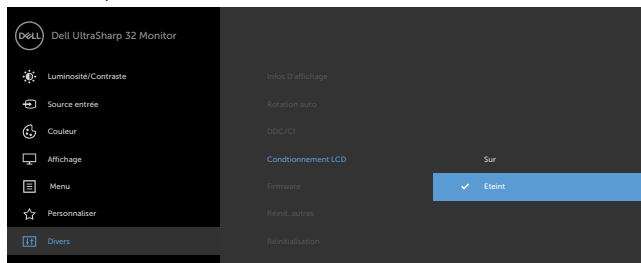 DELL Dell UltraSharp 32 Monitor
Luminosité/Contraste Infos D'affichage
Source entrée Rotation auto
Couleur DDC/CI
Affichage Condtionnement LCD Sur
Menu Firmware Eteint
Personnaliser Réinit. autres
Divers Réinitialisation